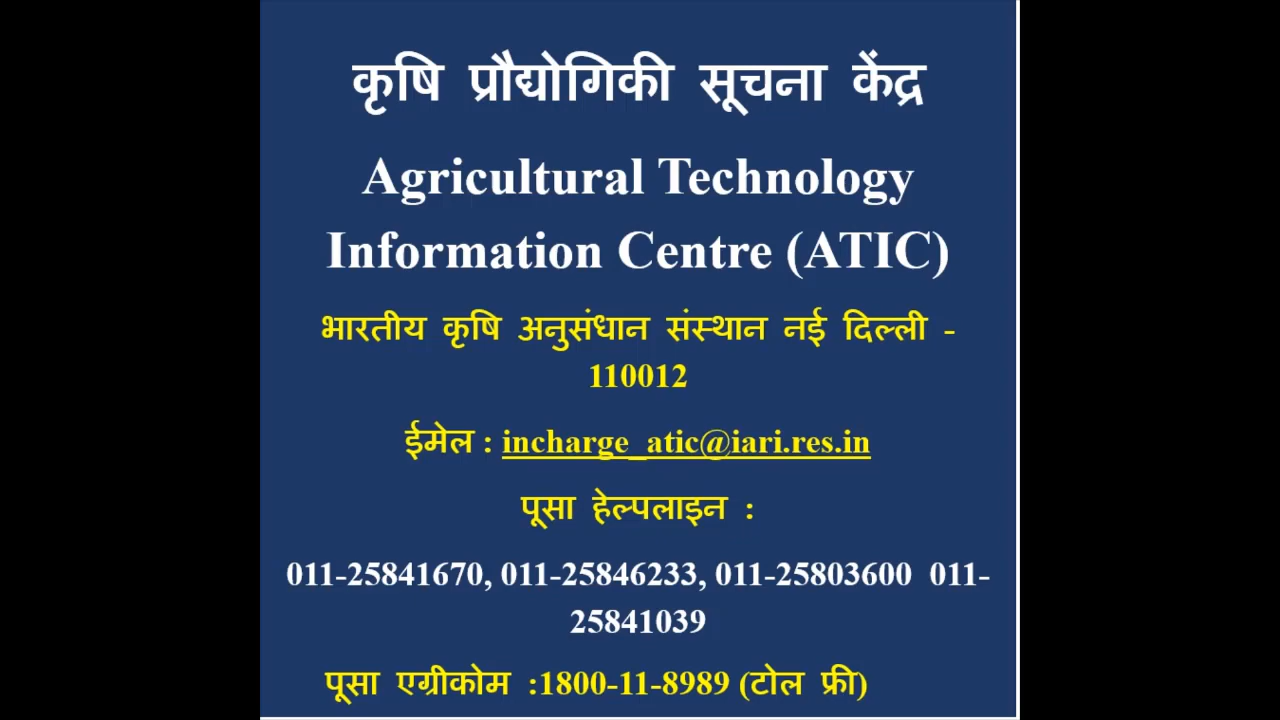 कृषि प्रौद्योगिकी सूचना केंद्र
Agricultural Technology
Information Centre (ATIC)
भारतीय कृषि अनुसंधान संस्थान नई दिल्ली -
110012
ईमेल : incharge_atic@iari.res.in
पूसा हेल्पलाइन :
011-25841670, 011-25846233, 011-25803600 011-
25841039
पूसा एग्रीकोम :1800-11-8989 (टोल फ्री)